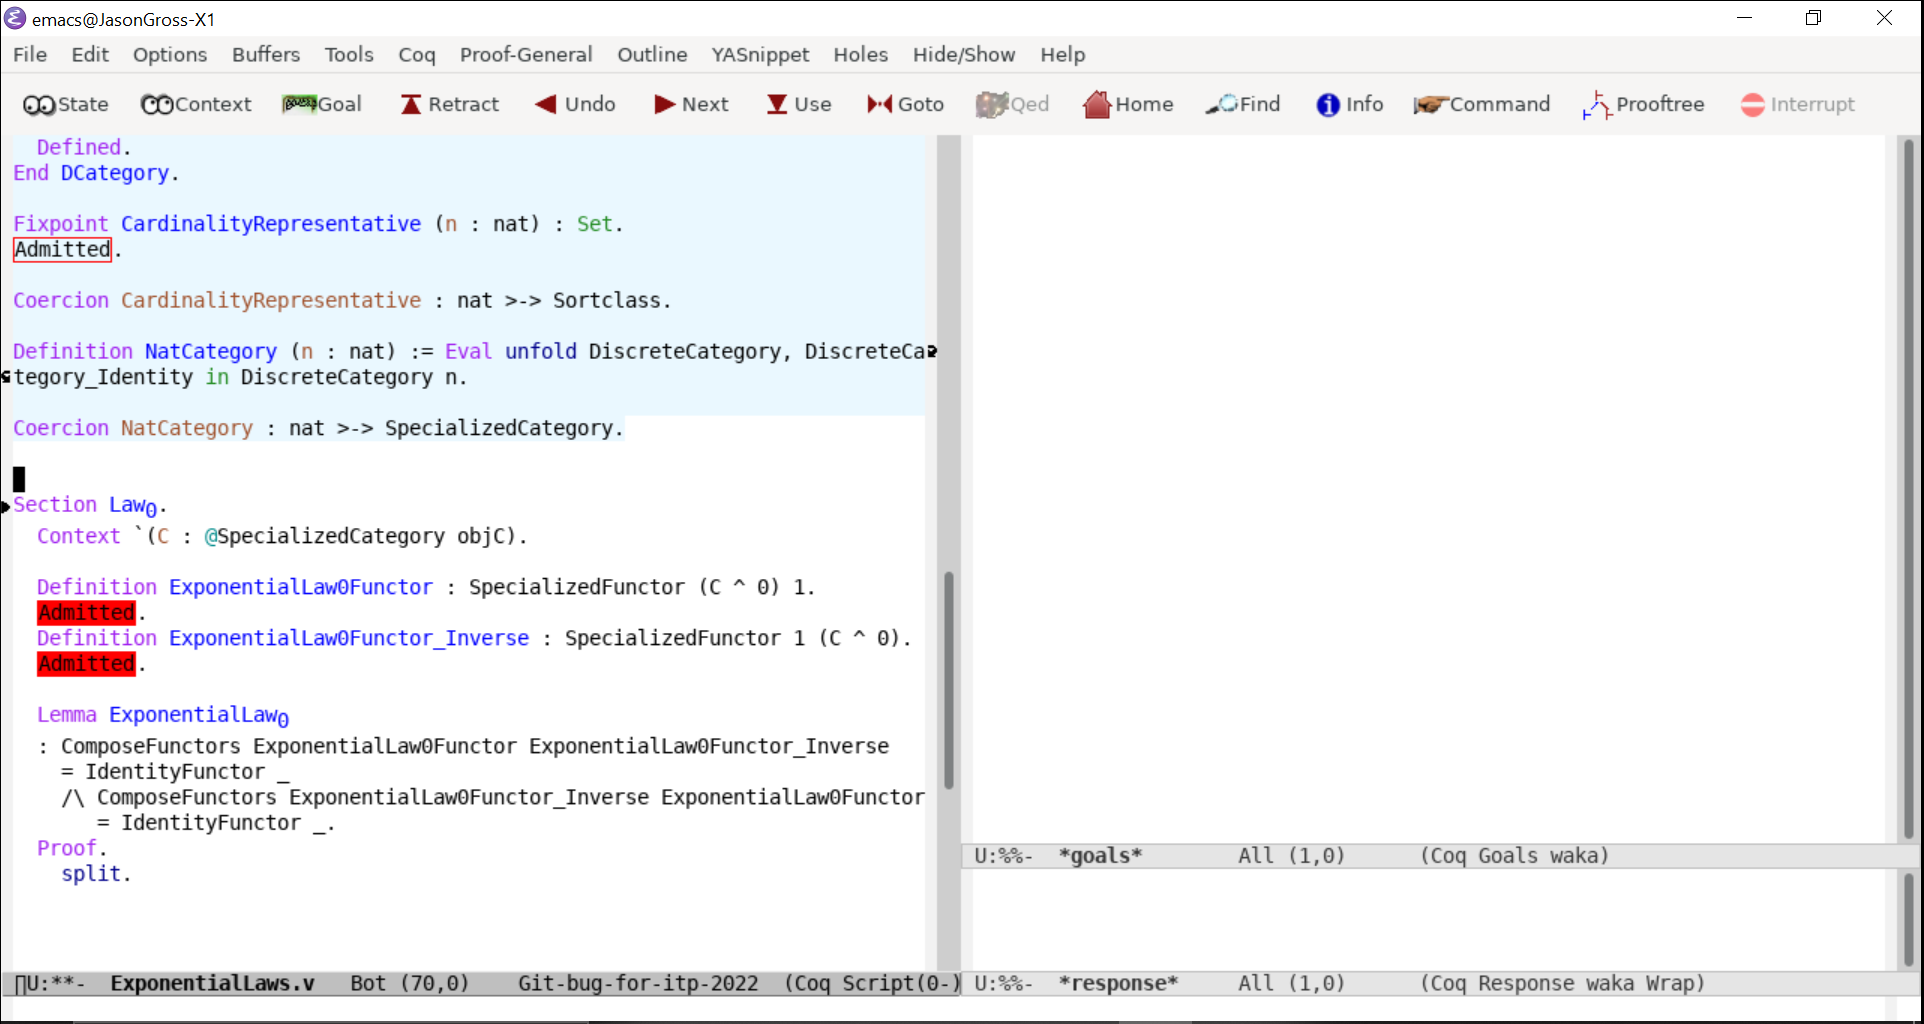 emacs@JasonGross-X1
File Edit Options Buffers Tools Coq Proof-General Outline YASnippet Holes Hide/Show Help
State Context Goal Retract Undo Next Use Goto Qed Home Find Info Command Prooftree Interrupt
  Defined.
End DCategory.
Fixpoint CardinalityRepresentative (n : nat) : Set.
Admitted.
Coercion CardinalityRepresentative : nat >-> Sortclass.
Definition NatCategory (n : nat) := Eval unfold DiscreteCategory, DiscreteCa
tegory_Identity in DiscreteCategory n.
Coercion NatCategory : nat >-> SpecializedCategory.
Section Law₀.
  Context `(C : @SpecializedCategory objC).
  Definition ExponentialLaw0Functor : SpecializedFunctor (C ^ 0) 1.
  Admitted.
  Definition ExponentialLaw0Functor_Inverse : SpecializedFunctor 1 (C ^ 0).
  Admitted.
  Lemma ExponentialLaw₀
  : ComposeFunctors ExponentialLaw0Functor ExponentialLaw0Functor_Inverse
    = IdentityFunctor _
    /\ ComposeFunctors ExponentialLaw0Functor_Inverse ExponentialLaw0Functor
       = IdentityFunctor _.
  Proof.
    split.
U:**-  ExponentialLaws.v   Bot (70,0)    Git-bug-for-itp-2022  (Coq Script(0-)
U:%%-  *goals*        All (1,0)      (Coq Goals waka)
U:%%-  *response*     All (1,0)      (Coq Response waka Wrap)